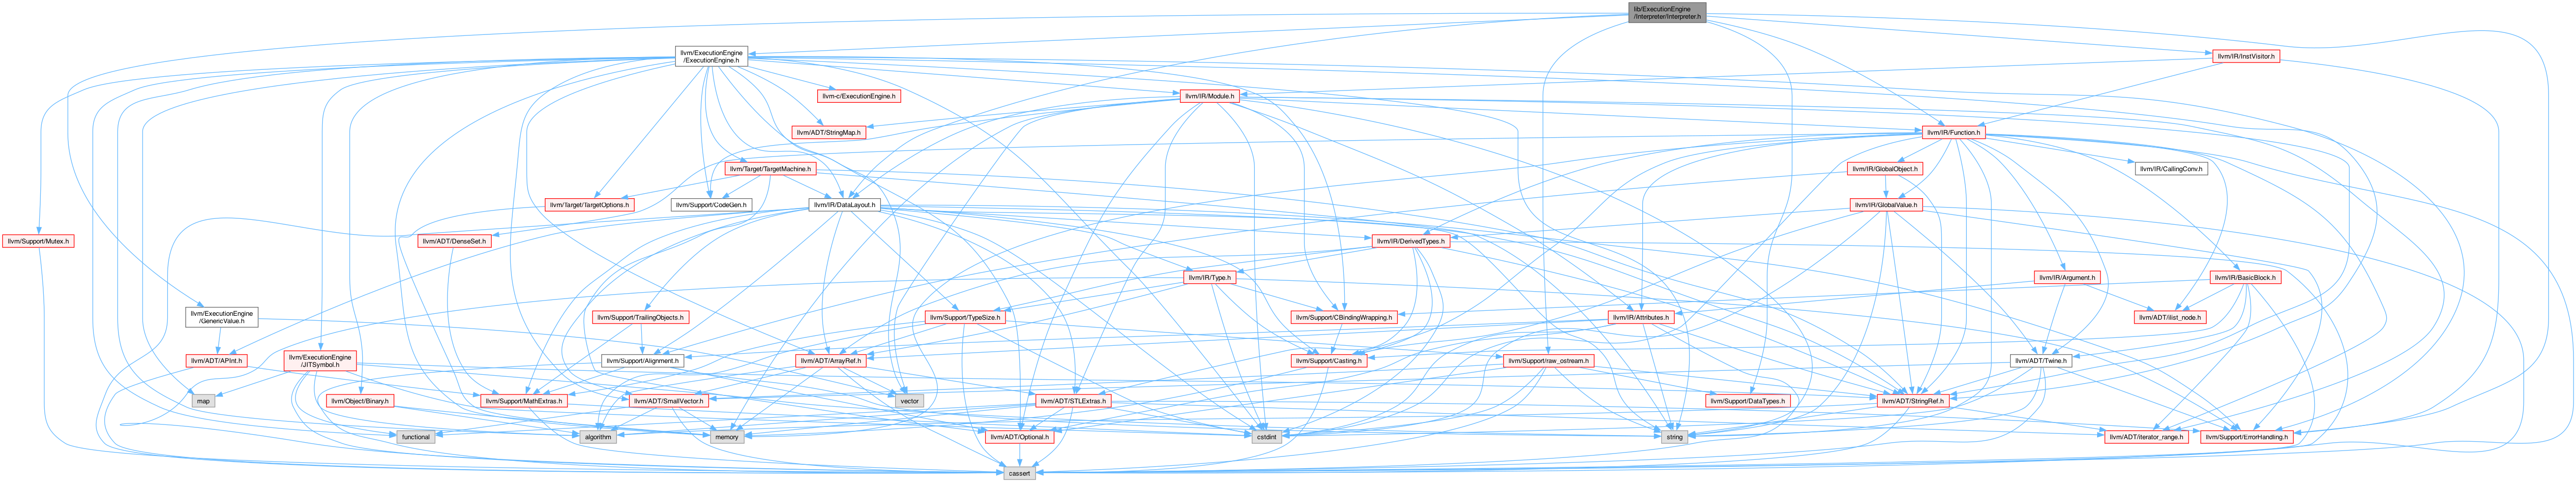 lib/ExecutionEngine
/Interpreter/Interpreter.h
llvm/ExecutionEngine
/ExecutionEngine.h
llvm/IR/InstVisitor.h
llvm-c/ExecutionEngine.h
llvm/IR/Module.h
llvm/ADT/StringMap.h
llvm/IR/Function.h
llvm/Target/TargetMachine.h
llvm/IR/GlobalObject.h
llvm/IR/CallingConv.h
llvm/Target/TargetOptions.h
llvm/Support/CodeGen.h
llvm/IR/DataLayout.h
llvm/IR/GlobalValue.h
llvm/Support/Mutex.h
llvm/ADT/DenseSet.h
llvm/IR/DerivedTypes.h
llvm/IR/Type.h
llvm/IR/Argument.h
llvm/IR/BasicBlock.h
llvm/ExecutionEngine
/GenericValue.h
llvm/Support/TrailingObjects.h
llvm/Support/TypeSize.h
llvm/Support/CBindingWrapping.h
llvm/IR/Attributes.h
llvm/ADT/ilist_node.h
llvm/ADT/APInt.h
llvm/ExecutionEngine
/JITSymbol.h
llvm/Support/Alignment.h
llvm/ADT/ArrayRef.h
llvm/Support/Casting.h
llvm/Support/raw_ostream.h
llvm/ADT/Twine.h
map
llvm/Object/Binary.h
llvm/Support/MathExtras.h
llvm/ADT/SmallVector.h
vector
llvm/ADT/STLExtras.h
llvm/Support/DataTypes.h
llvm/ADT/StringRef.h
functional
algorithm
memory
llvm/ADT/Optional.h
cstdint
string
llvm/ADT/iterator_range.h
llvm/Support/ErrorHandling.h
cassert